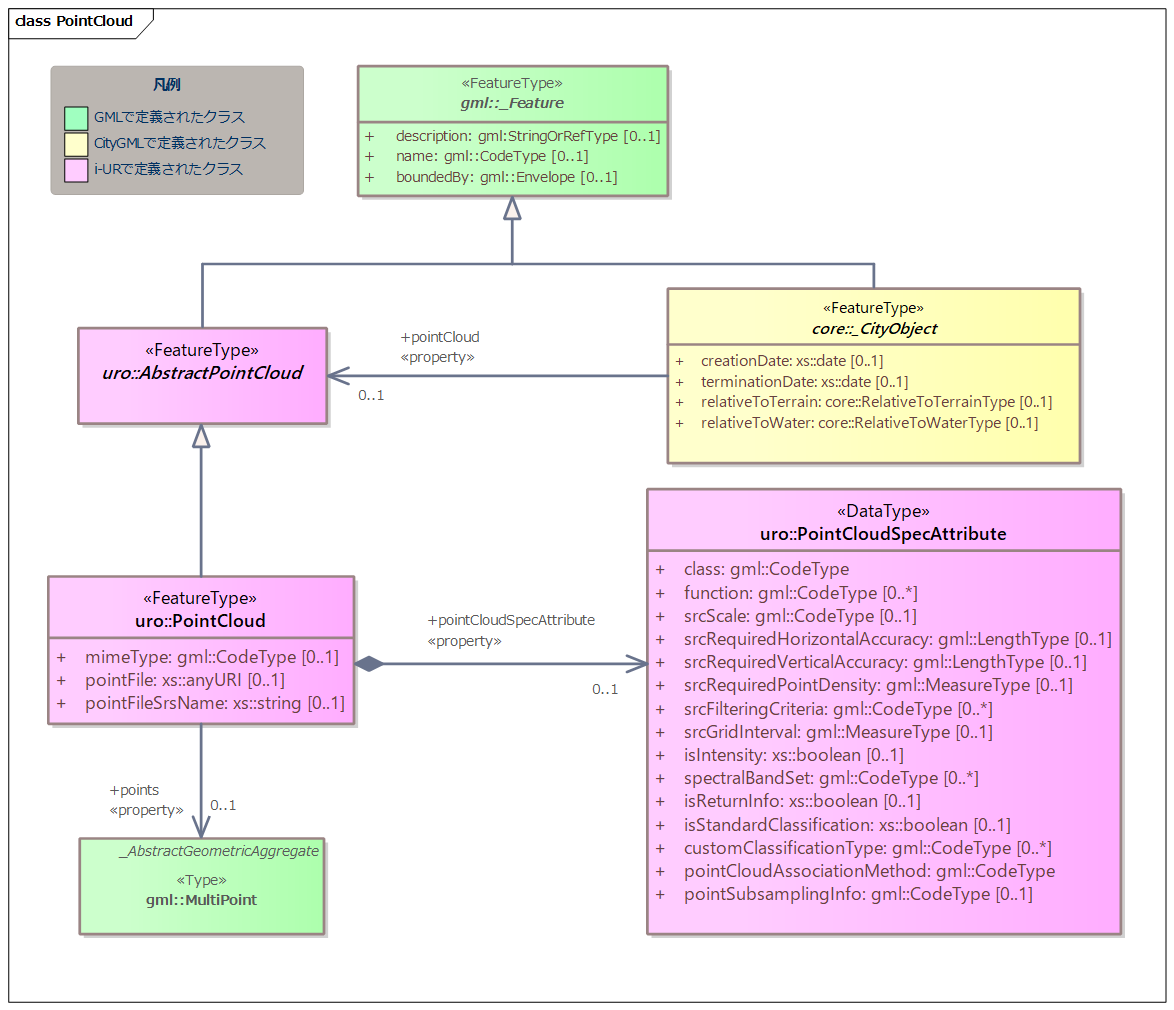 class PointCloud
凡例
GMLで定義されたクラス
CityGMLで定義されたクラス
i-URで定義されたクラス
«FeatureType»
gml::_Feature
+ description: gml:StringOrRefType [0..1]
+ name: gml::CodeType [0..1]
+ boundedBy: gml::Envelope [0..1]
«FeatureType»
uro::AbstractPointCloud
+pointCloud
«property»
0..1
«FeatureType»
core::_CityObject
+ creationDate: xs::date [0..1]
+ terminationDate: xs::date [0..1]
+ relativeToTerrain: core::RelativeToTerrainType [0..1]
+ relativeToWater: core::RelativeToWaterType [0..1]
«FeatureType»
uro::PointCloud
+ mimeType: gml::CodeType [0..1]
+ pointFile: xs::anyURI [0..1]
+ pointFileSrsName: xs::string [0..1]
+pointCloudSpecAttribute
«property»
0..1
«DataType»
uro::PointCloudSpecAttribute
+ class: gml::CodeType
+ function: gml::CodeType [0..*]
+ srcScale: gml::CodeType [0..1]
+ srcRequiredHorizontalAccuracy: gml::LengthType [0..1]
+ srcRequiredVerticalAccuracy: gml::LengthType [0..1]
+ srcRequiredPointDensity: gml::MeasureType [0..1]
+ srcFilteringCriteria: gml::CodeType [0..*]
+ srcGridInterval: gml::MeasureType [0..1]
+ isIntensity: xs::boolean [0..1]
+ spectralBandSet: gml::CodeType [0..*]
+ isReturnInfo: xs::boolean [0..1]
+ isStandardClassification: xs::boolean [0..1]
+ customClassificationType: gml::CodeType [0..*]
+ pointCloudAssociationMethod: gml::CodeType
+ pointSubsamplingInfo: gml::CodeType [0..1]
+points
«property»
0..1
_AbstractGeometricAggregate
«Type»
gml::MultiPoint